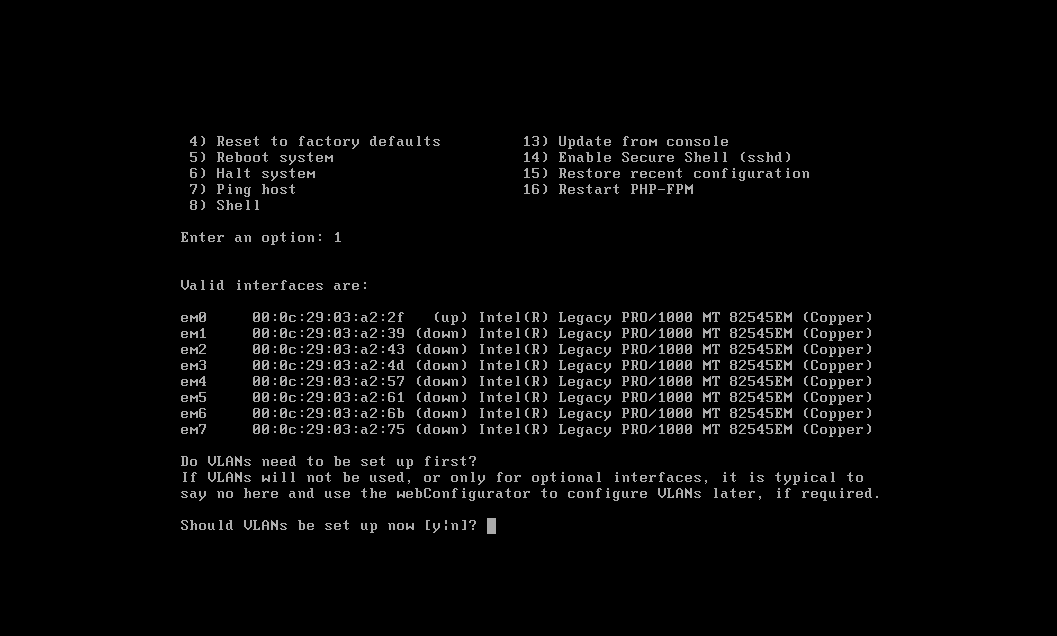 4) Reset to factory defaults         13) Update from console
 5) Reboot system                     14) Enable Secure Shell (sshd)
 6) Halt system                       15) Restore recent configuration
 7) Ping host                         16) Restart PHP-FPM
 8) Shell
Enter an option: 1
Valid interfaces are:
em0     00:0c:29:03:a2:2f   (up) Intel(R) Legacy PRO/1000 MT 82545EM (Copper)
em1     00:0c:29:03:a2:39 (down) Intel(R) Legacy PRO/1000 MT 82545EM (Copper)
em2     00:0c:29:03:a2:43 (down) Intel(R) Legacy PRO/1000 MT 82545EM (Copper)
em3     00:0c:29:03:a2:4d (down) Intel(R) Legacy PRO/1000 MT 82545EM (Copper)
em4     00:0c:29:03:a2:57 (down) Intel(R) Legacy PRO/1000 MT 82545EM (Copper)
em5     00:0c:29:03:a2:61 (down) Intel(R) Legacy PRO/1000 MT 82545EM (Copper)
em6     00:0c:29:03:a2:6b (down) Intel(R) Legacy PRO/1000 MT 82545EM (Copper)
em7     00:0c:29:03:a2:75 (down) Intel(R) Legacy PRO/1000 MT 82545EM (Copper)
Do VLANs need to be set up first?
If VLANs will not be used, or only for optional interfaces, it is typical to
say no here and use the webConfigurator to configure VLANs later, if required.
Should VLANs be set up now [y|n]?